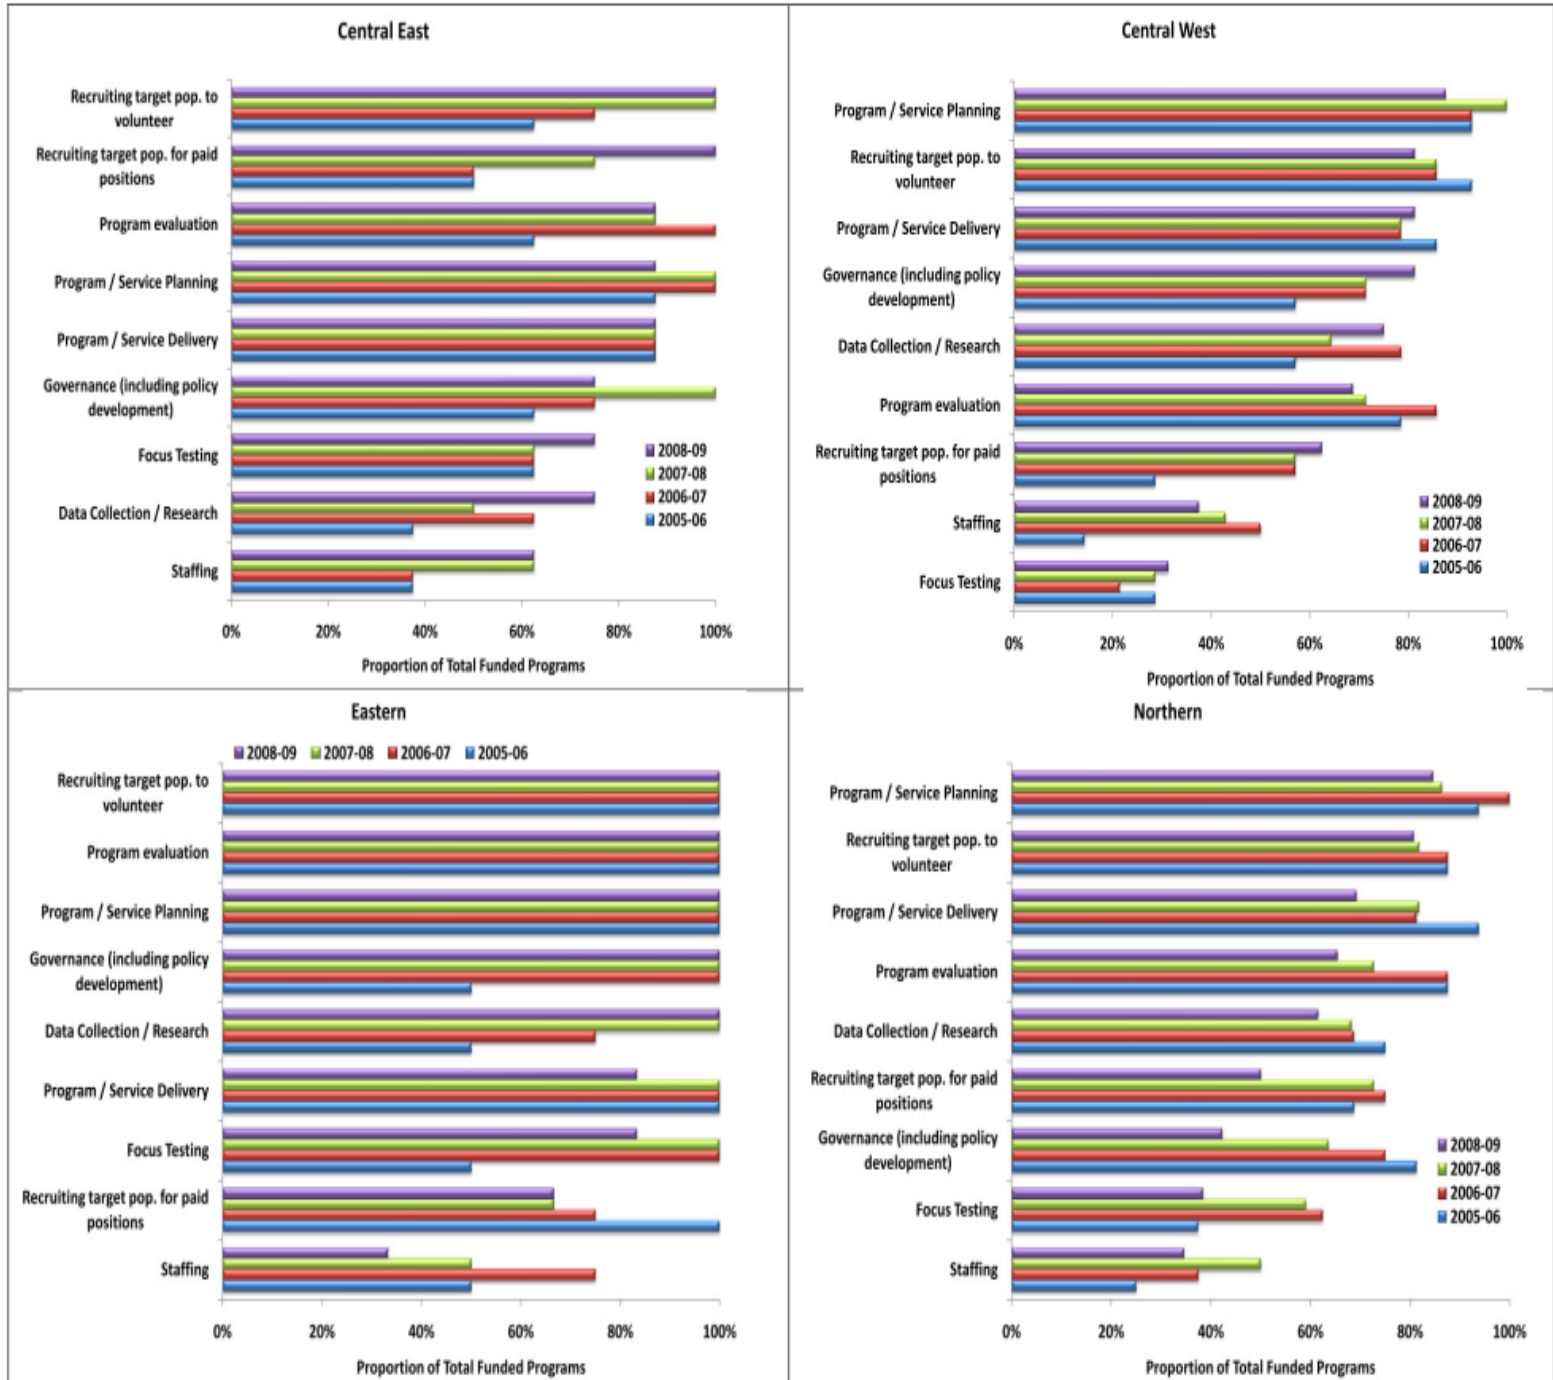 Central East
Recruiting target pop. to
volunteer
Recruiting target pop. for paid
positions
Program evaluation
Program / Service Planning
Program / Service Delivery
Governance (including policy
development)
Focus Testing
Data Collection / Research
Staffing
2008-09
2007-08
2006-07
2005-06
0% 20% 40% 60% 80% 100%
Proportion of Total Funded Programs
Central West
Program / Service Planning
Recruiting target pop. to
volunteer
Program / Service Delivery
Governance (including policy
development)
Data Collection / Research
Program evaluation
Recruiting target pop. for paid
positions
Staffing
Focus Testing
2008-09
2007-08
2006-07
2005-06
0% 20% 40% 60% 80% 100%
Proportion of Total Funded Programs
Eastern
2008-09 2007-08 2006-07 2005-06
Recruiting target pop. to
volunteer
Program evaluation
Program / Service Planning
Governance (including policy
development)
Data Collection / Research
Program / Service Delivery
Focus Testing
Recruiting target pop. for paid
positions
Staffing
0% 20% 40% 60% 80% 100%
Proportion of Total Funded Programs
Northern
Program / Service Planning
Recruiting target pop. to
volunteer
Program / Service Delivery
Program evaluation
Data Collection / Research
Recruiting target pop. for paid
positions
Governance (including policy
development)
Focus Testing
Staffing
2008-09
2007-08
2006-07
2005-06
0% 20% 40% 60% 80% 100%
Proportion of Total Funded Programs